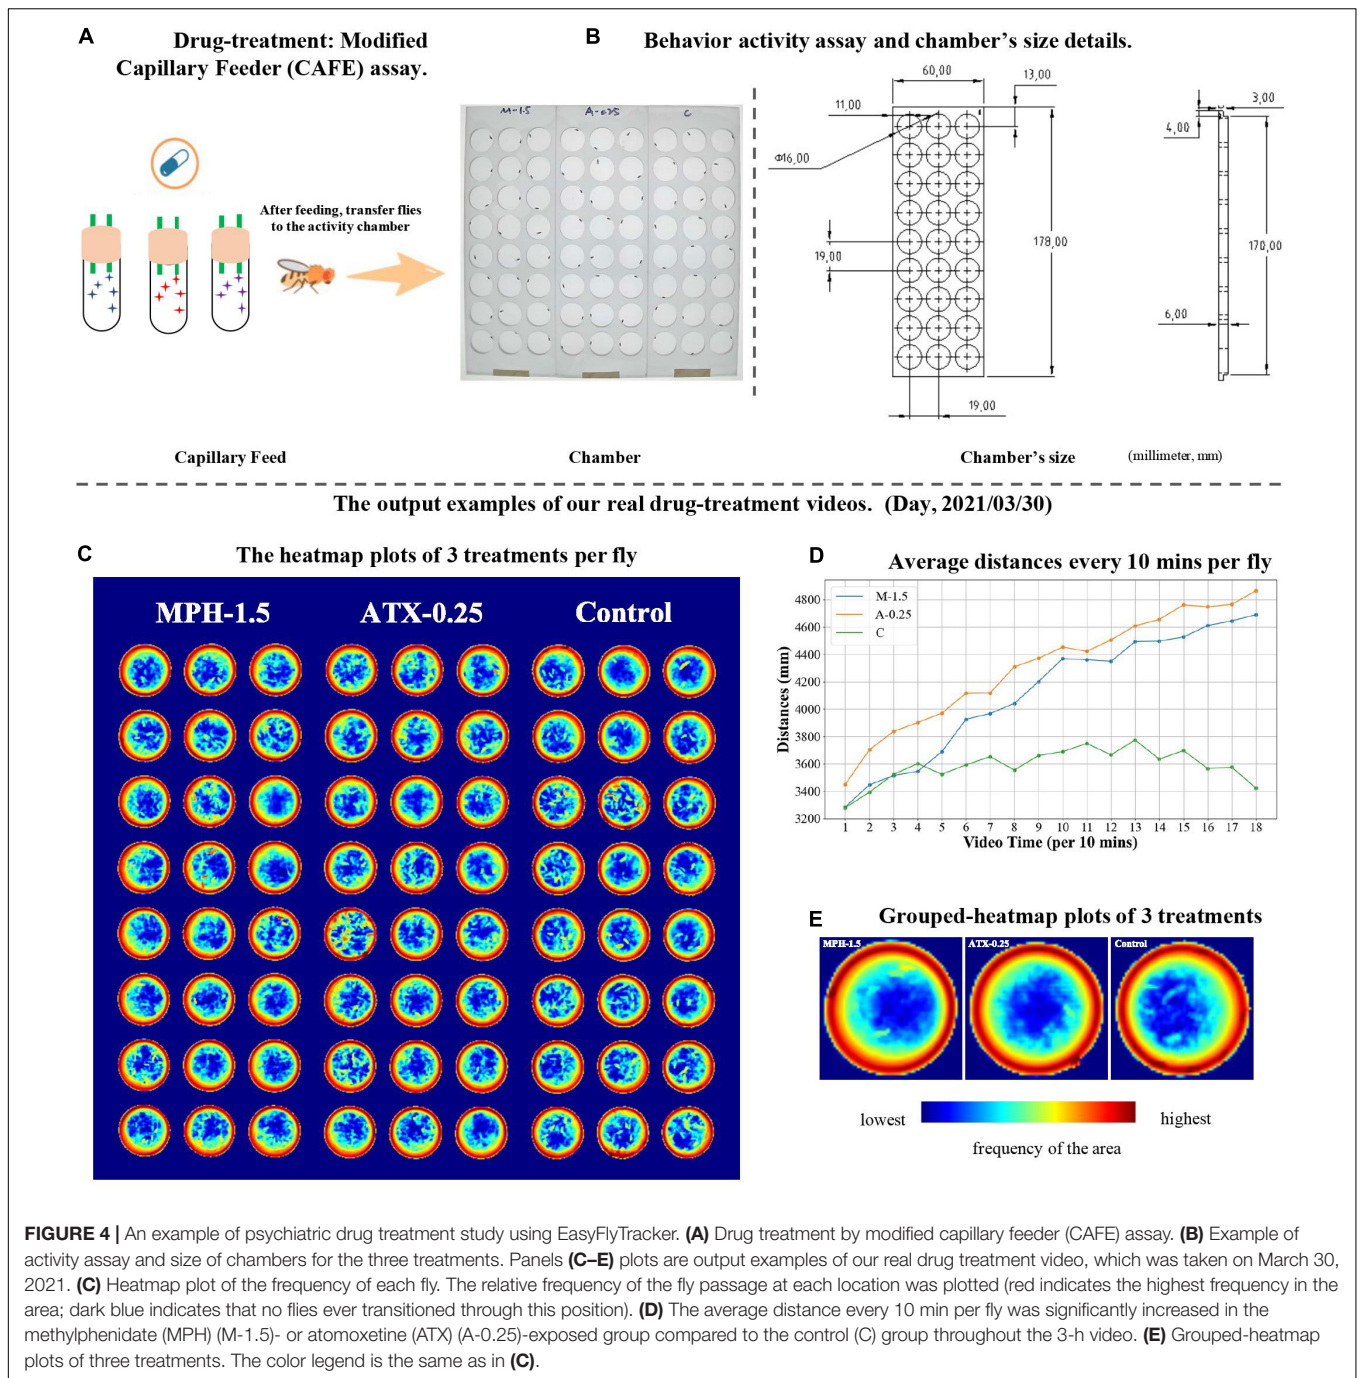 A
Drug-treatment: Modified
Capillary Feeder (CAFE) assay.
After feeding, transfer flies
to the activity chamber
M-1.5
A-0.25
C
Capillary Feed
Chamber
B
Behavior activity assay and chamber's size details.
60,00
13,00
11,00
Φ16,00
19,00
178,00
19,00
3,00
4,00
170,00
6,00
Chamber's size
(millimeter, mm)
The output examples of our real drug-treatment videos. (Day, 2021/03/30)
C
The heatmap plots of 3 treatments per fly
MPH-1.5
ATX-0.25
Control
D
Average distances every 10 mins per fly
M-1.5
A-0.25
C
Distances (mm)
4800
4600
4400
4200
4000
3800
3600
3400
3200
1 2 3 4 5 6 7 8 9 10 11 12 13 14 15 16 17 18
Video Time (per 10 mins)
E
Grouped-heatmap plots of 3 treatments
MPH-1.5
ATX-0.25
Control
lowest
highest
frequency of the area
FIGURE 4 | An example of psychiatric drug treatment study using EasyFlyTracker. (A) Drug treatment by modified capillary feeder (CAFE) assay. (B) Example of
activity assay and size of chambers for the three treatments. Panels (C–E) plots are output examples of our real drug treatment video, which was taken on March 30,
2021. (C) Heatmap plot of the frequency of each fly. The relative frequency of the fly passage at each location was plotted (red indicates the highest frequency in the
area; dark blue indicates that no flies ever transitioned through this position). (D) The average distance every 10 min per fly was significantly increased in the
methylphenidate (MPH) (M-1.5)- or atomoxetine (ATX) (A-0.25)-exposed group compared to the control (C) group throughout the 3-h video. (E) Grouped-heatmap
plots of three treatments. The color legend is the same as in (C).